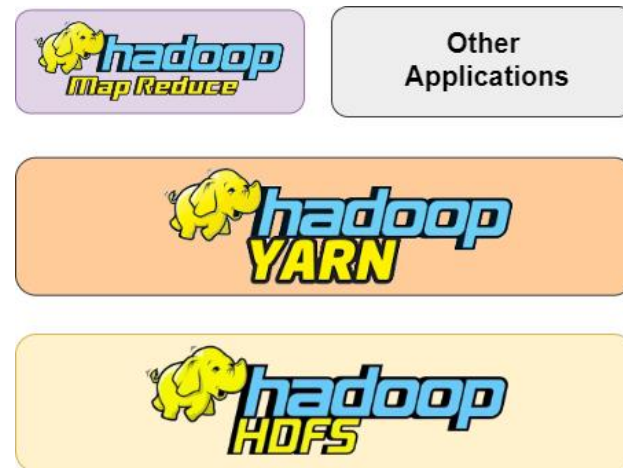 hadoop
Map Reduce
Other
Applications
hadoop
YARN
hadoop
HDFS